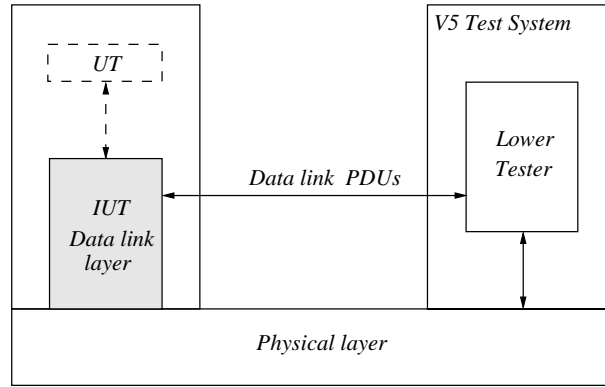 V5 Test System
UT
Lower
Tester
Data link PDUs
IUT
Data link
layer
Physical layer